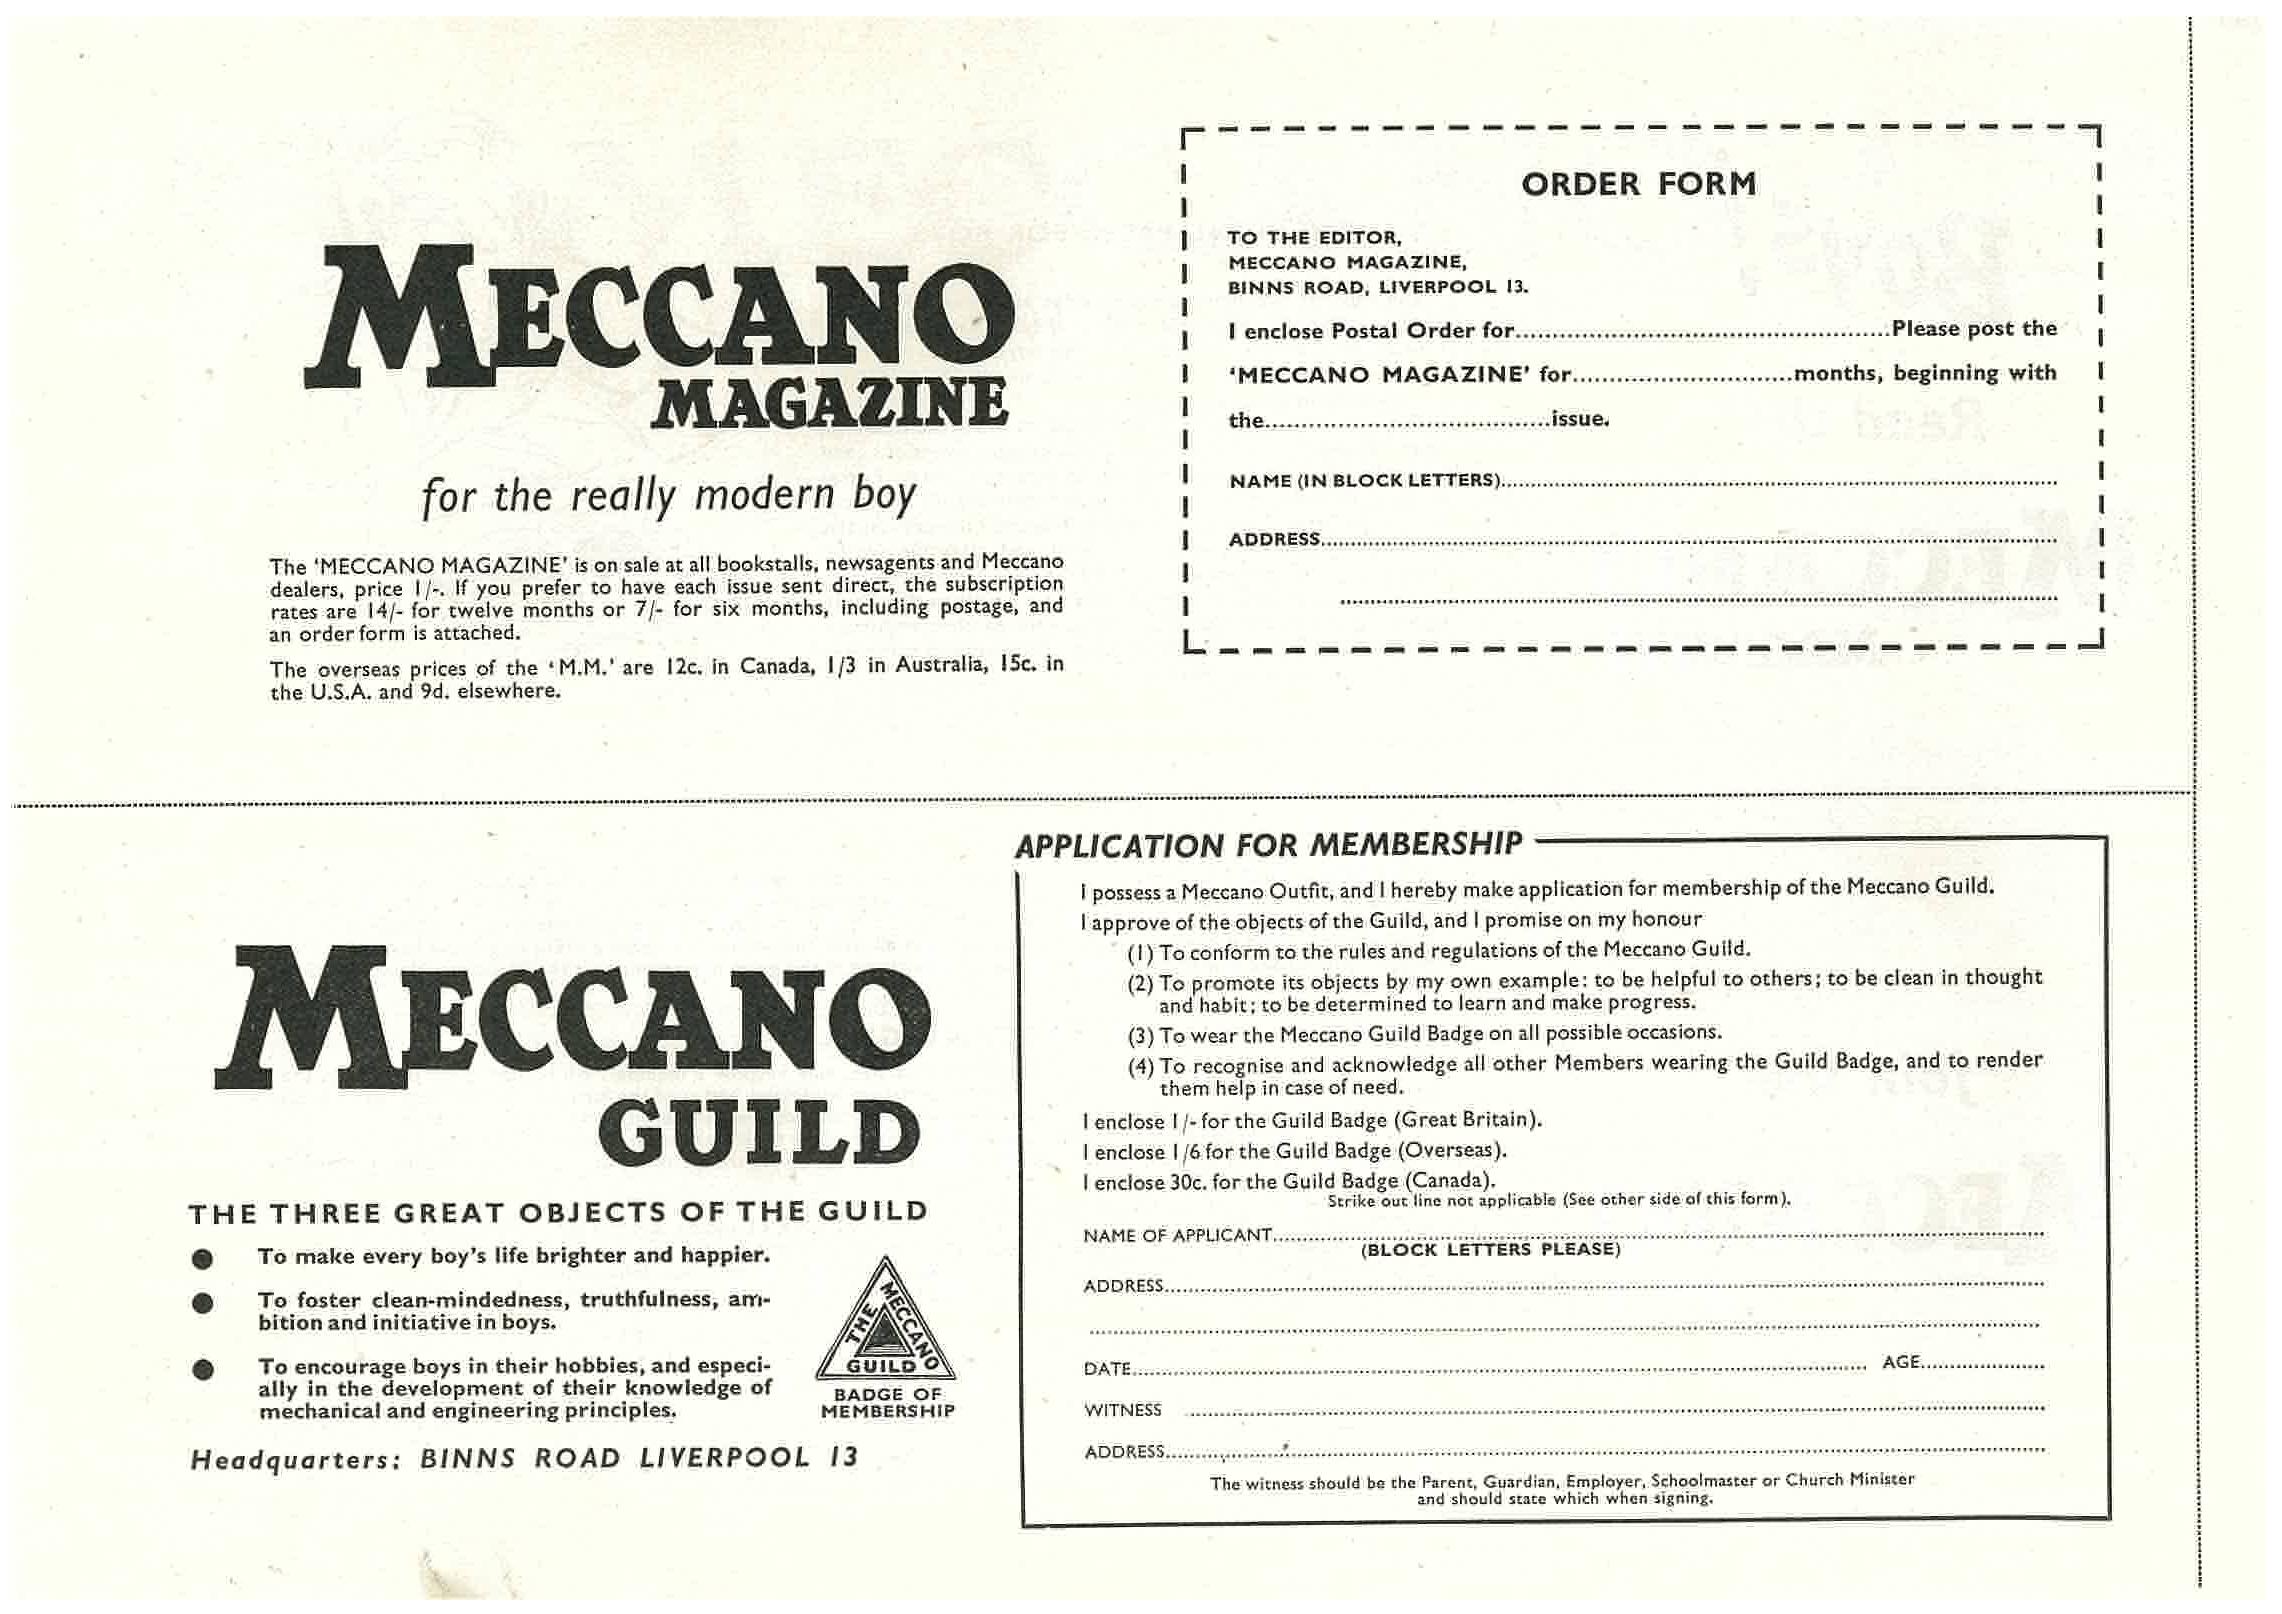 MECCANO
MAGAZINE
for the really modern boy
The 'MECCANO MAGAZINE' is on sale at all bookstalls, newsagents and Meccano
dealers, price 1/-. If you prefer to have each issue sent direct, the subscription
rates are 14/- for twelve months or 7/- for six months, including postage, and
an order form is attached.
The overseas prices of the 'M.M.' are 12c. in Canada, 1/3 in Australia, 15c. in
the U.S.A. and 9d. elsewhere.
ORDER FORM
TO THE EDITOR,
MECCANO MAGAZINE,
BINNS ROAD, LIVERPOOL 13.
I enclose Postal Order for..........Please post the
'MECCANO MAGAZINE' for..........months, beginning with
the..........issue.
NAME (IN BLOCK LETTERS)..........
ADDRESS..........
MECCANO
GUILD
THE THREE GREAT OBJECTS OF THE GUILD
● To make every boy's life brighter and happier.
● To foster clean-mindedness, truthfulness, am-
bition and initiative in boys.
● To encourage boys in their hobbies, and especi-
ally in the development of their knowledge of
mechanical and engineering principles.
THE MECCANO GUILD
BADGE OF
MEMBERSHIP
Headquarters: BINNS ROAD LIVERPOOL 13
APPLICATION FOR MEMBERSHIP
I possess a Meccano Outfit, and I hereby make application for membership of the Meccano Guild.
I approve of the objects of the Guild, and I promise on my honour
(1) To conform to the rules and regulations of the Meccano Guild.
(2) To promote its objects by my own example: to be helpful to others; to be clean in thought
and habit; to be determined to learn and make progress.
(3) To wear the Meccano Guild Badge on all possible occasions.
(4) To recognise and acknowledge all other Members wearing the Guild Badge, and to render
them help in case of need.
I enclose 1/- for the Guild Badge (Great Britain).
I enclose 1/6 for the Guild Badge (Overseas).
I enclose 30c. for the Guild Badge (Canada).
Strike out line not applicable (See other side of this form).
NAME OF APPLICANT..........
(BLOCK LETTERS PLEASE)
ADDRESS..........
DATE.......... AGE..........
WITNESS ..........
ADDRESS..........
The witness should be the Parent, Guardian, Employer, Schoolmaster or Church Minister
and should state which when signing.